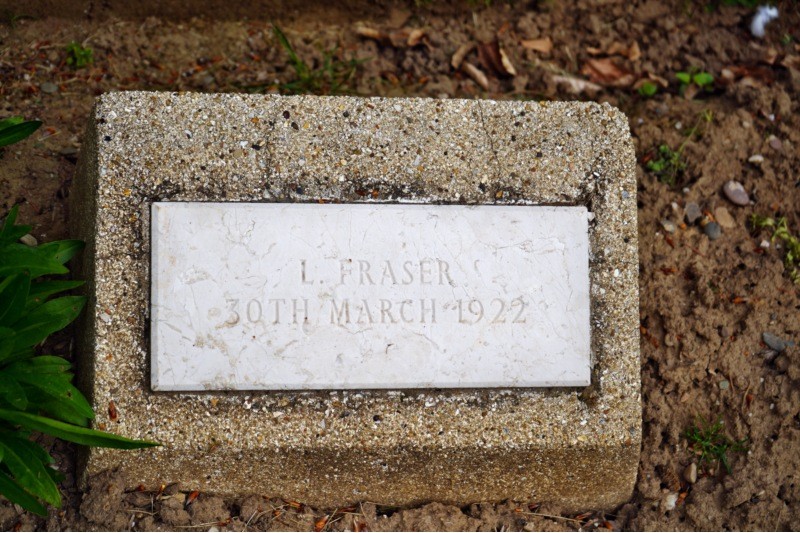 L. FRASER
30TH MARCH 1922